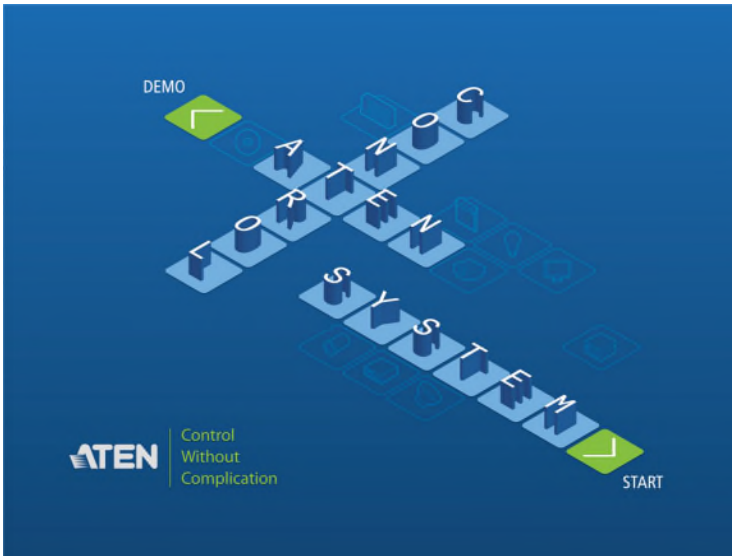 DEMO
ATEN
CONTROL
SYSTEM
START
ATEN
Control
Without
Complication